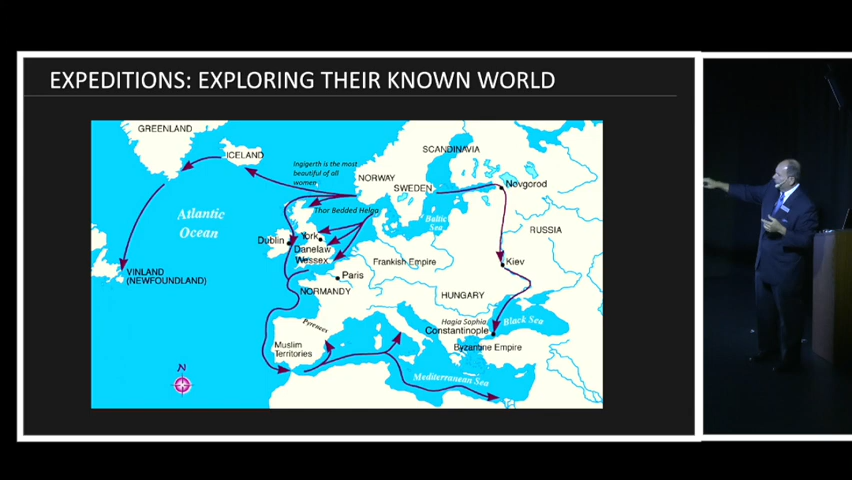 EXPEDITIONS: EXPLORING THEIR KNOWN WORLD
GREENLAND
ICELAND
Ingigerth is the most
beautiful of all
women
SCANDINAVIA
NORWAY
SWEDEN
Novgorod
Thor Bedded Helga
Atlantic
Ocean
Baltic
Sea
RUSSIA
Dublin
York
Danelaw
Wessex
Frankish Empire
Kiev
VINLAND
(NEWFOUNDLAND)
Paris
NORMANDY
HUNGARY
Pyrenees
Hagia Sophia
Constantinople
Black Sea
Muslim
Territories
Byzantine Empire
N
Mediterranean Sea